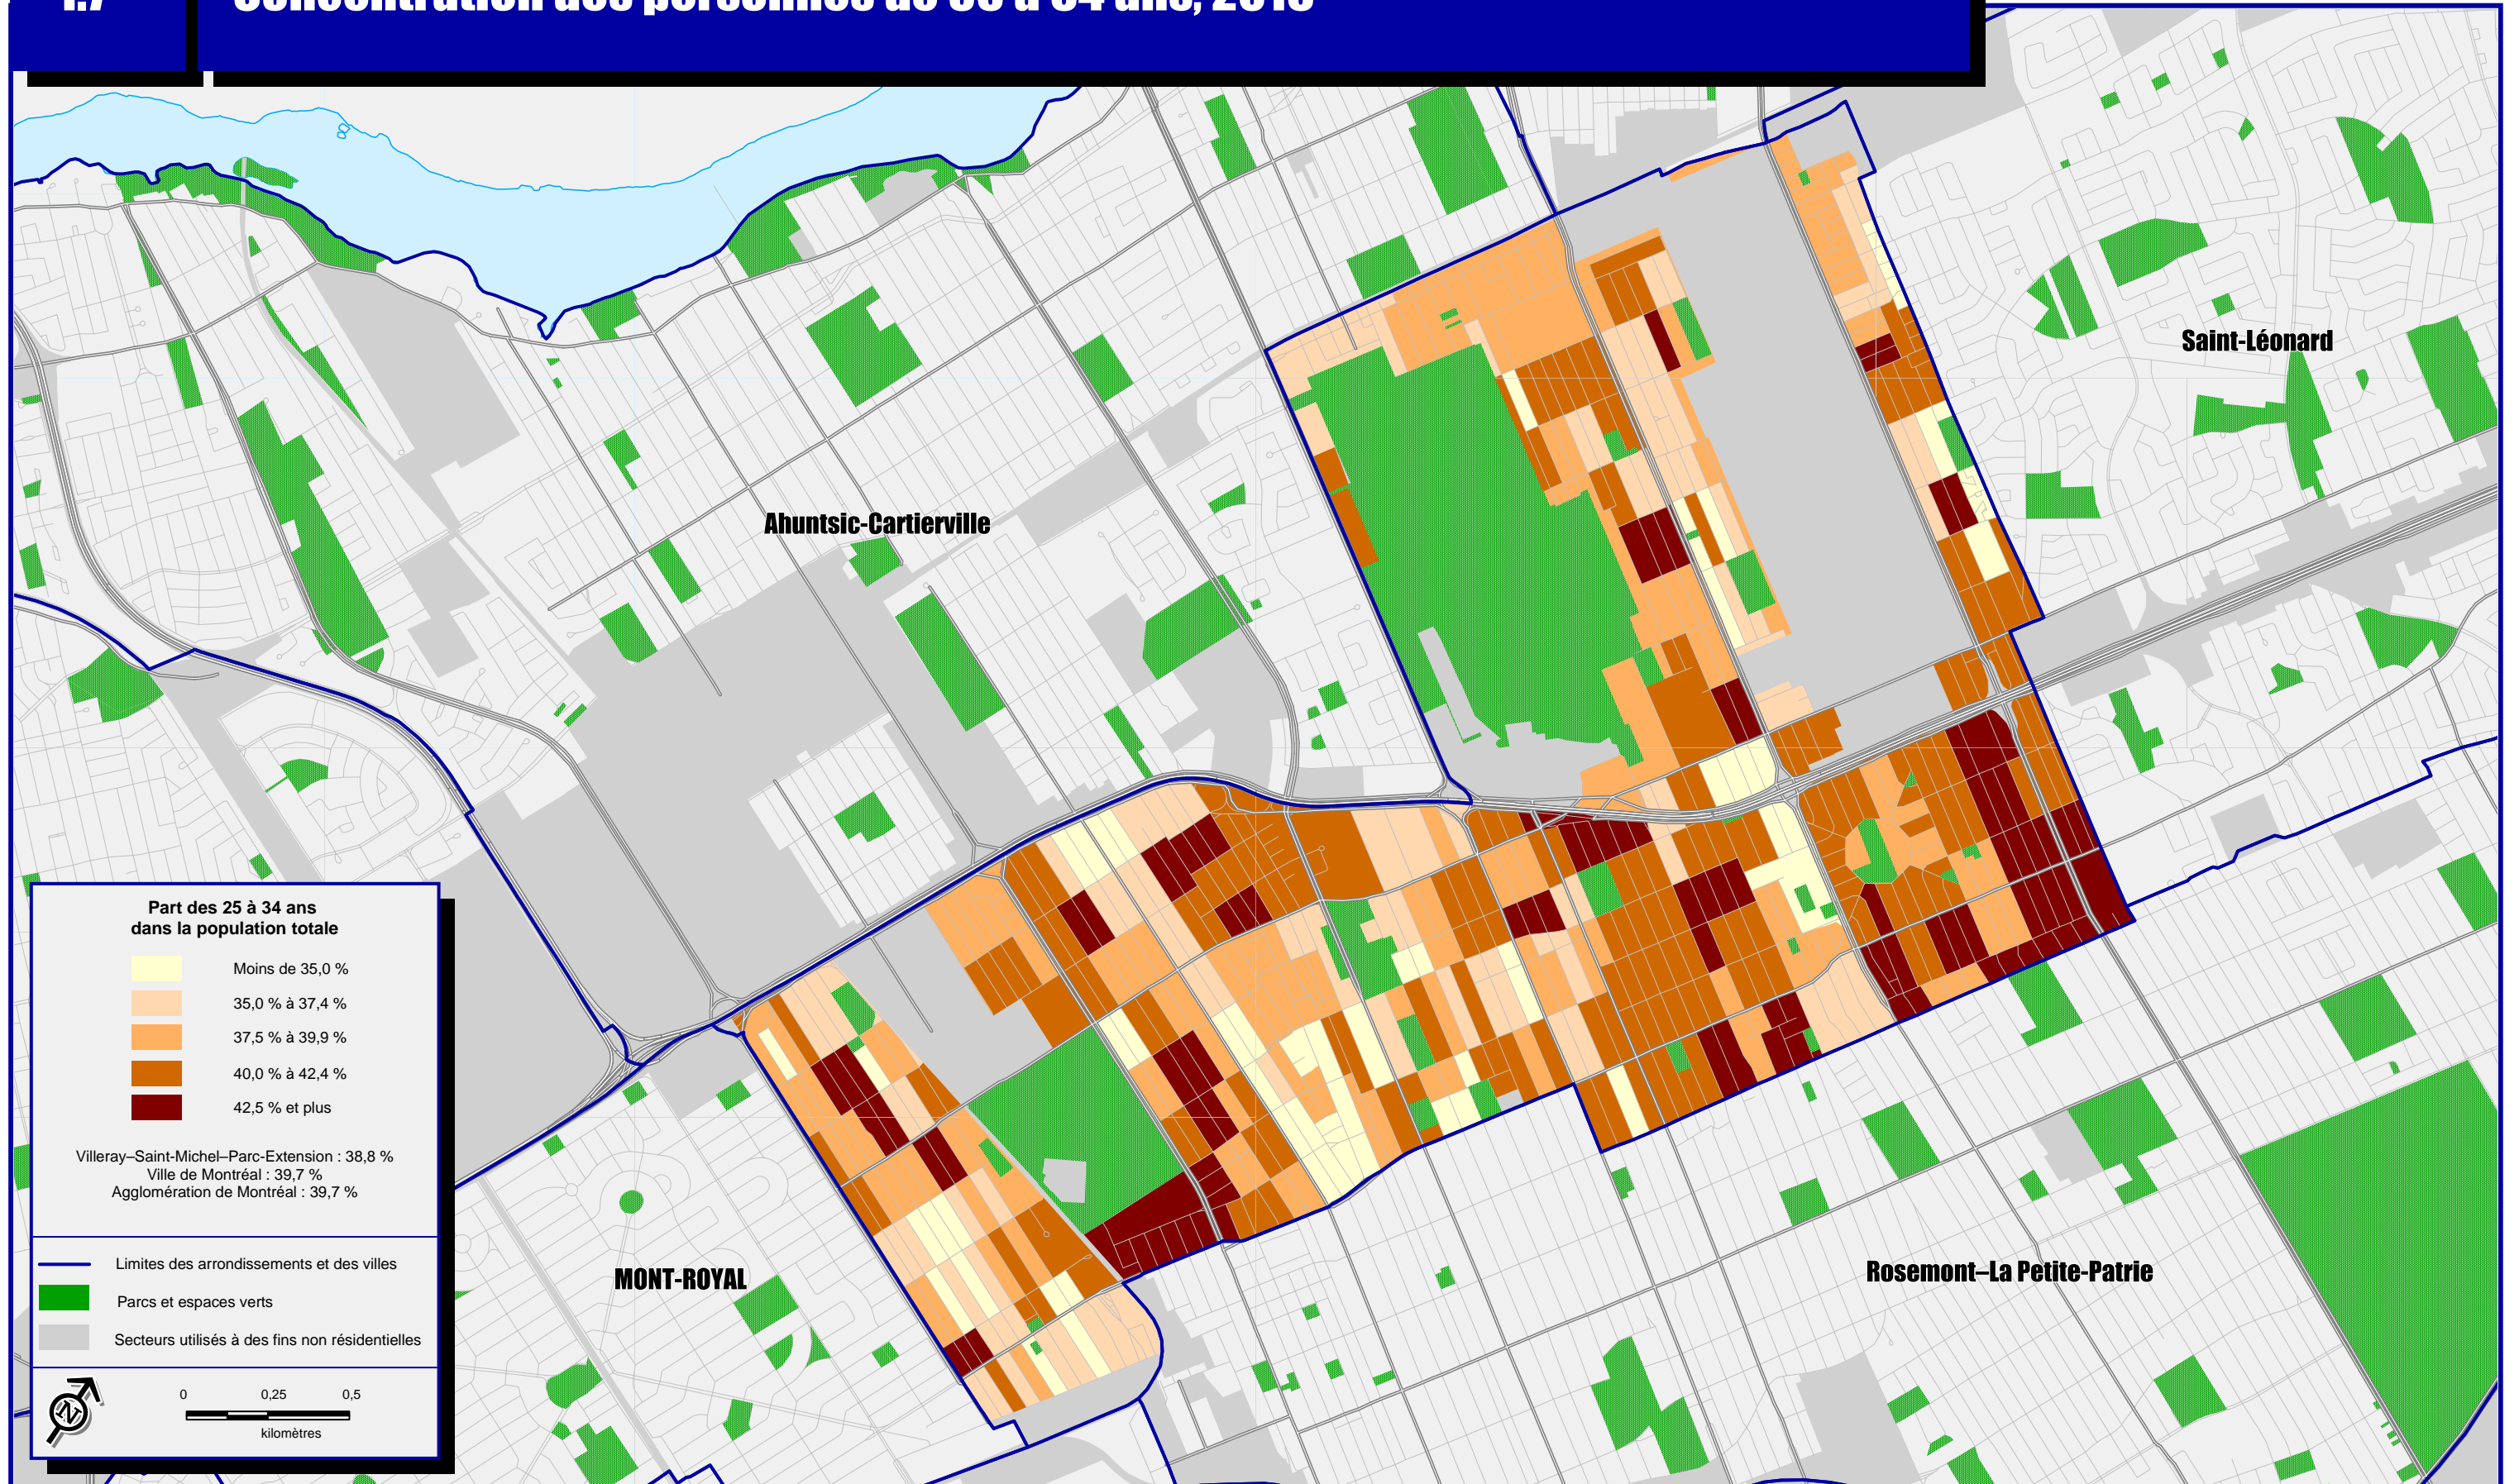 Concentration des personnes de
Saint-Léonard
Ahuntsic-Cartierville
MONT-ROYAL
Rosemont–La Petite-Patrie
Part des 25 à 34 ans
dans la population totale
Moins de 35,0 %
35,0 % à 37,4 %
37,5 % à 39,9 %
40,0 % à 42,4 %
42,5 % et plus
Villeray–Saint-Michel–Parc-Extension : 38,8 %
Ville de Montréal : 39,7 %
Agglomération de Montréal : 39,7 %
Limites des arrondissements et des villes
Parcs et espaces verts
Secteurs utilisés à des fins non résidentielles
N
0 0,25 0,5
kilomètres